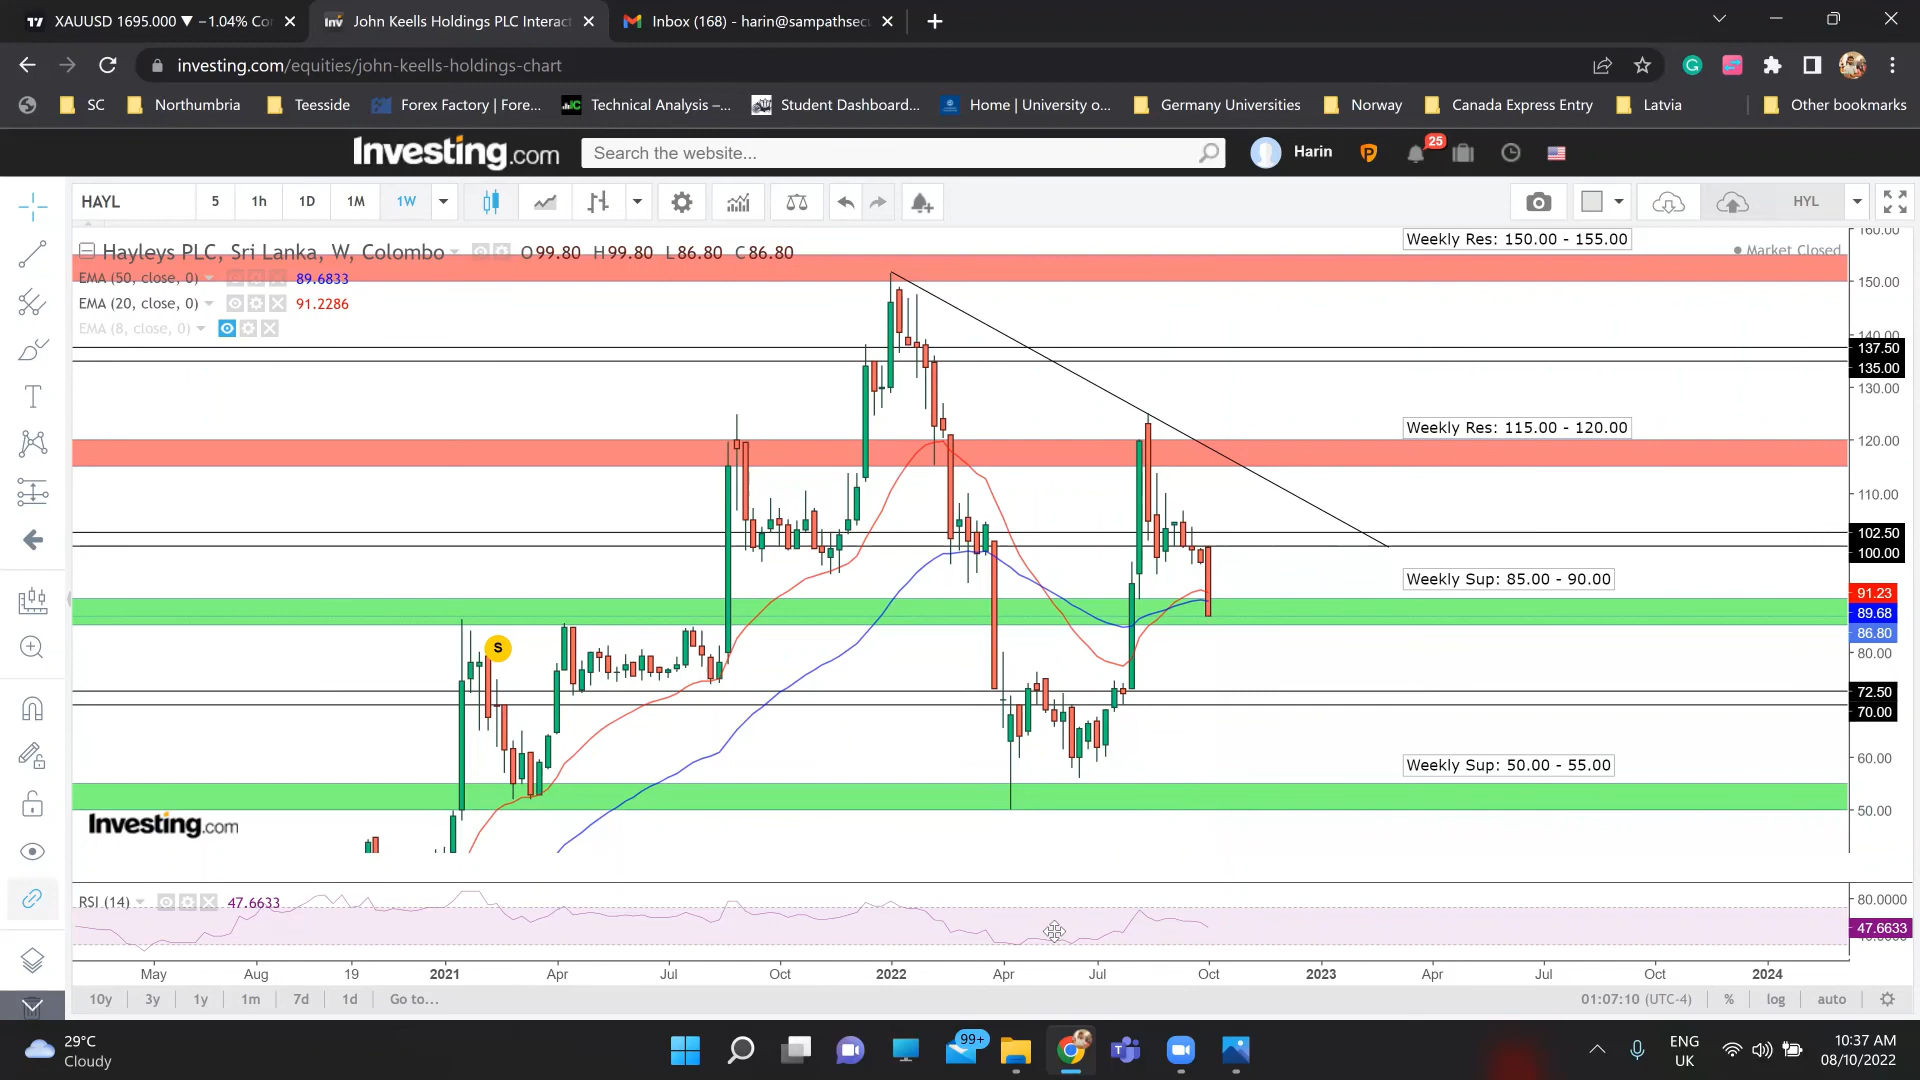 XAUUSD 1695.000 ▼ −1.04% Co
John Keells Holdings PLC Interact
Inbox (168) - harin@sampathsec
investing.com/equities/john-keells-holdings-chart
SC
Northumbria
Teesside
Forex Factory | Fore...
Technical Analysis –...
Student Dashboard...
Home | University o...
Germany Universities
Norway
Canada Express Entry
Latvia
Other bookmarks
Investing.com
Search the website...
Harin
25
HAYL
5
1h
1D
1M
1W
HYL
Hayleys PLC, Sri Lanka, W, Colombo
O99.80 H99.80 L86.80 C86.80
Market Closed
EMA (50, close, 0)
89.6833
EMA (20, close, 0)
91.2286
EMA (8, close, 0)
Weekly Res: 150.00 - 155.00
Weekly Res: 115.00 - 120.00
Weekly Sup: 85.00 - 90.00
Weekly Sup: 50.00 - 55.00
S
160.00
150.00
140.00
137.50
135.00
130.00
120.00
110.00
102.50
100.00
91.23
89.68
86.80
80.00
72.50
70.00
60.00
50.00
Investing.com
RSI (14)
47.6633
80.0000
47.6633
May
Aug
19
2021
Apr
Jul
Oct
2022
Apr
Jul
Oct
2023
Apr
Jul
Oct
2024
10y
3y
1y
1m
7d
1d
Go to...
01:07:10 (UTC-4)
%
log
auto
29°C
Cloudy
99+
ENG
UK
10:37 AM
08/10/2022